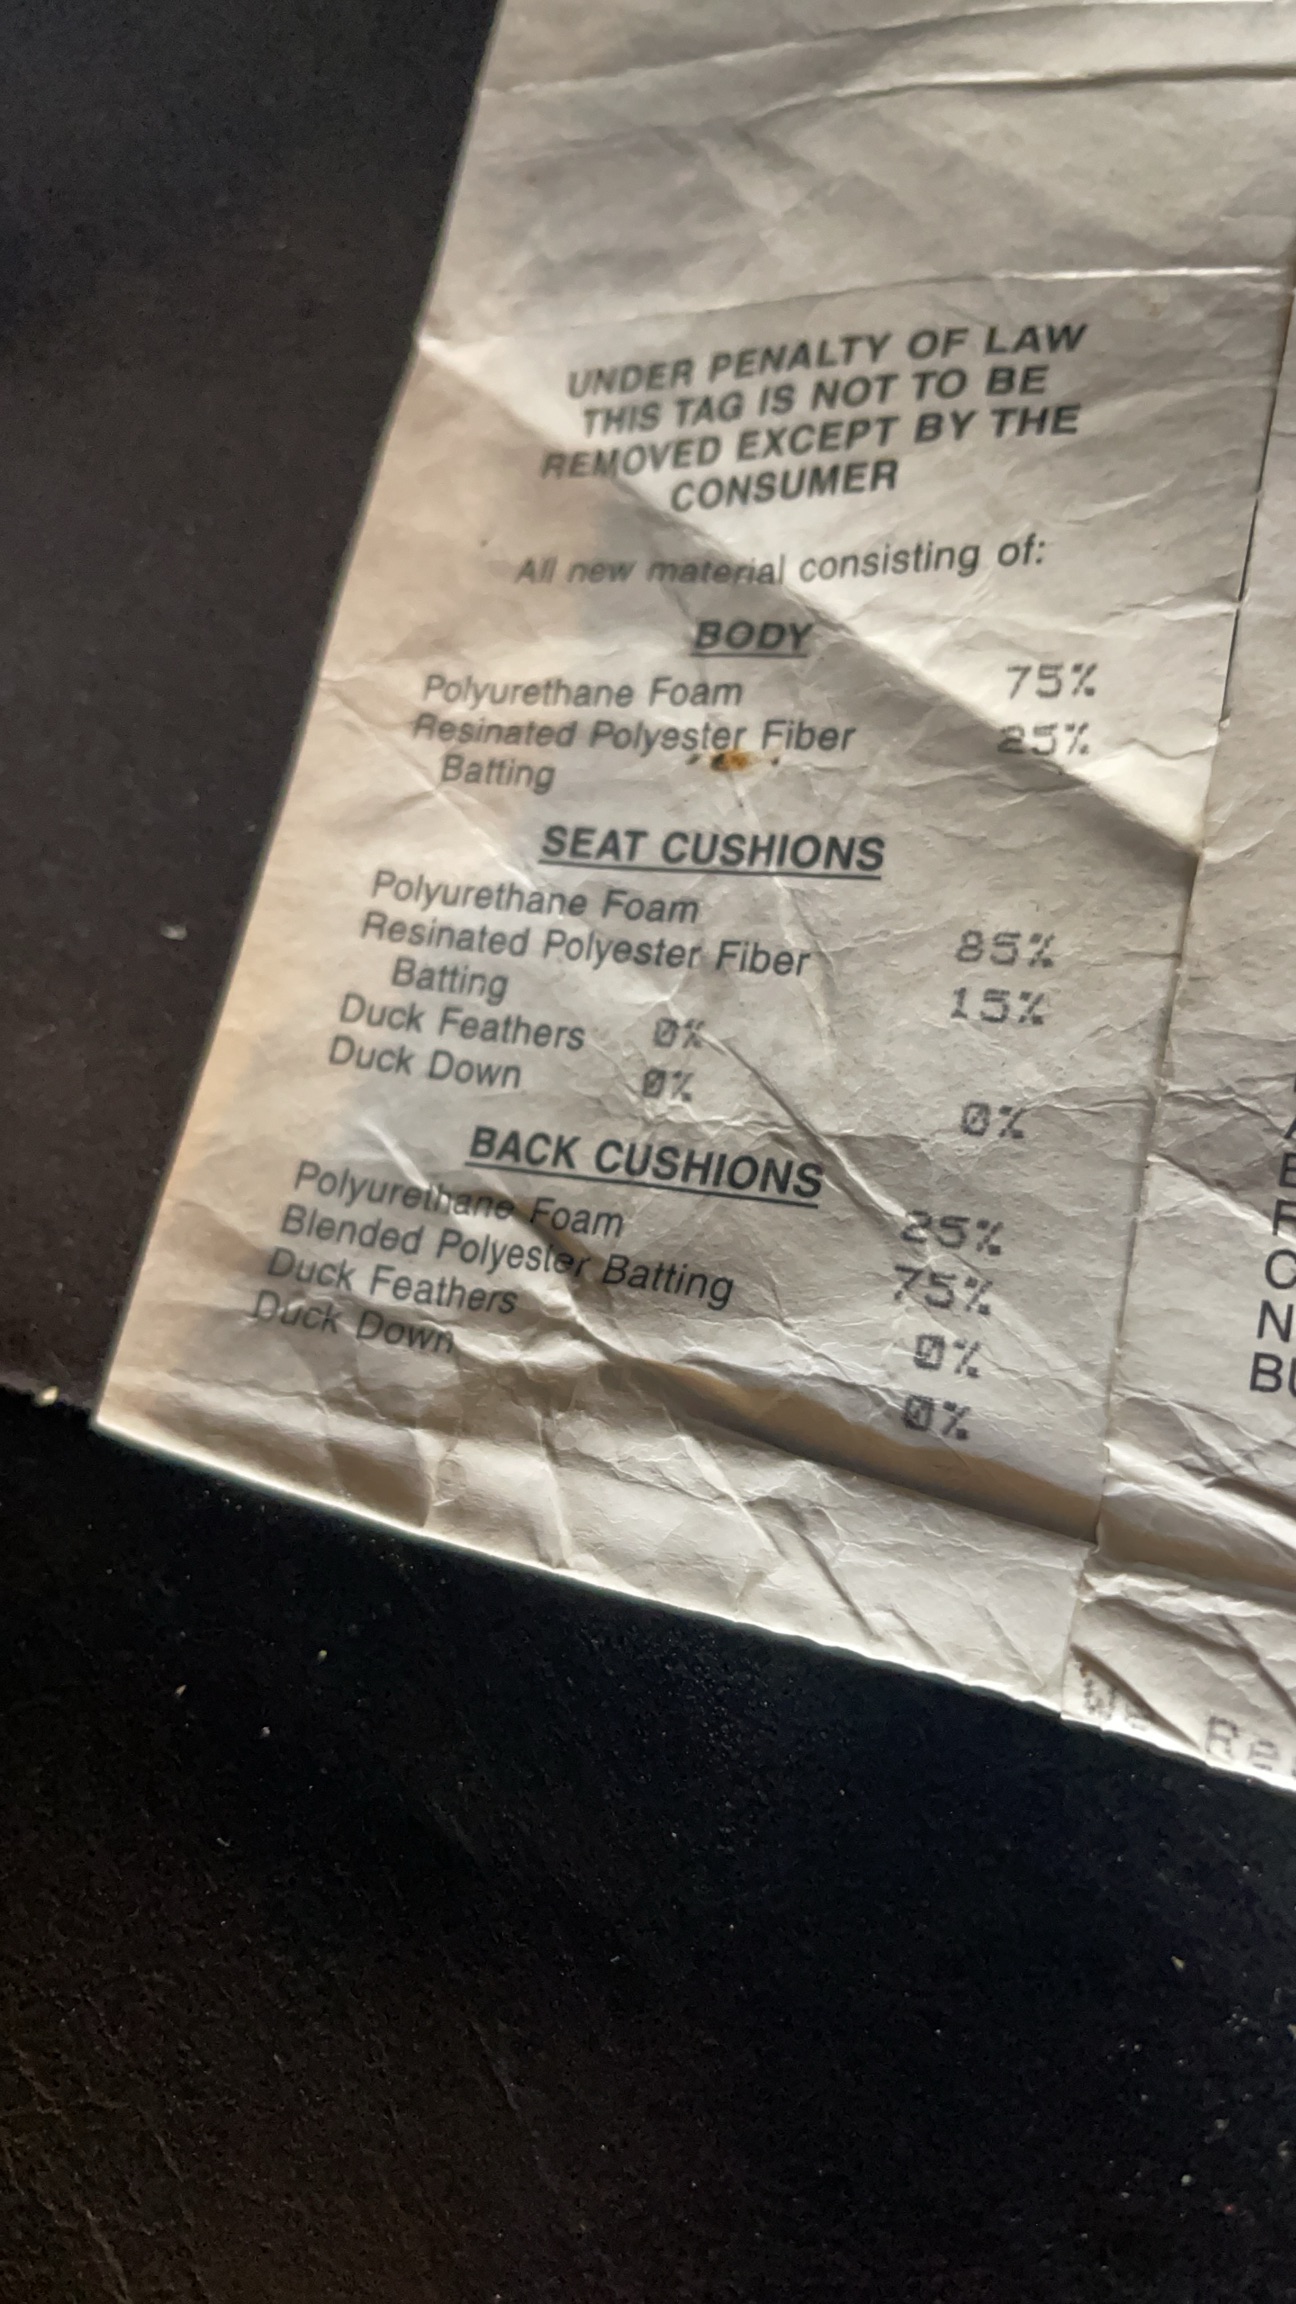 UNDER PENALTY OF LAW
THIS TAG IS NOT TO BE
REMOVED EXCEPT BY THE
CONSUMER
All new material consisting of:
BODY
Polyurethane Foam 75%
Resinated Polyester Fiber 25%
Batting
SEAT CUSHIONS
Polyurethane Foam 85%
Resinated Polyester Fiber 15%
Batting
Duck Feathers 0%
Duck Down 0% 0%
BACK CUSHIONS
Polyurethane Foam 25%
Blended Polyester Batting 75%
Duck Feathers 0%
Duck Down 0%